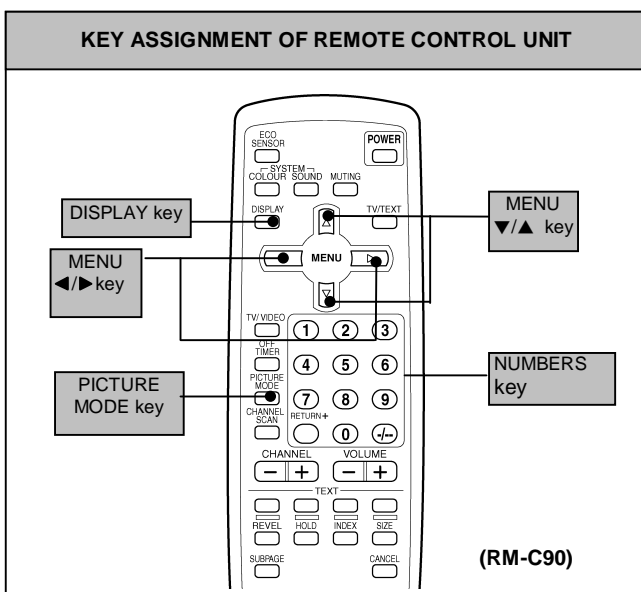 KEY ASSIGNMENT OF REMOTE CONTROL UNIT
ECO
SENSOR
POWER
SYSTEM
COLOUR SOUND MUTING
DISPLAY
TV/TEXT
DISPLAY key
MENU
▼/▲ key
MENU
◀/▶ key
MENU
TV/VIDEO
1 2 3
OFF
TIMER
4 5 6
NUMBERS
key
PICTURE
MODE
PICTURE
MODE key
7 8 9
CHANNEL
SCAN
RETURN+
0 -/--
CHANNEL VOLUME
− + − +
TEXT
REVEL HOLD INDEX SIZE
SUBPAGE CANCEL
(RM-C90)